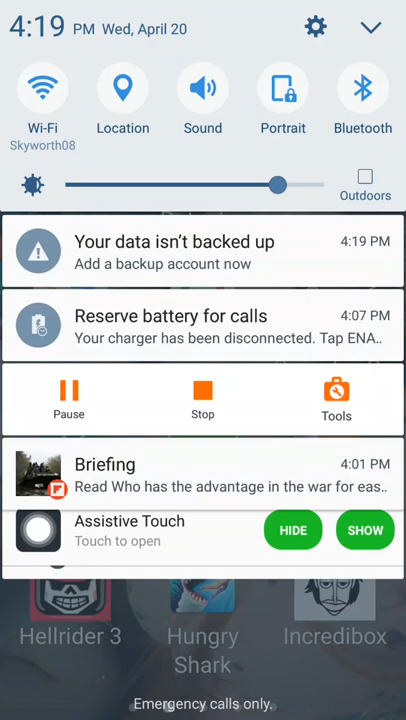 4:19 PM Wed, April 20
Wi-Fi
Skyworth08
Location
Sound
Portrait
Bluetooth
Outdoors
Your data isn't backed up 4:19 PM
Add a backup account now
Reserve battery for calls 4:07 PM
Your charger has been disconnected. Tap ENA..
Pause
Stop
Tools
Briefing 4:01 PM
Read Who has the advantage in the war for eas..
Assistive Touch
Touch to open
HIDE
SHOW
Hellrider 3
Hungry
Shark
Incredibox
Emergency calls only.